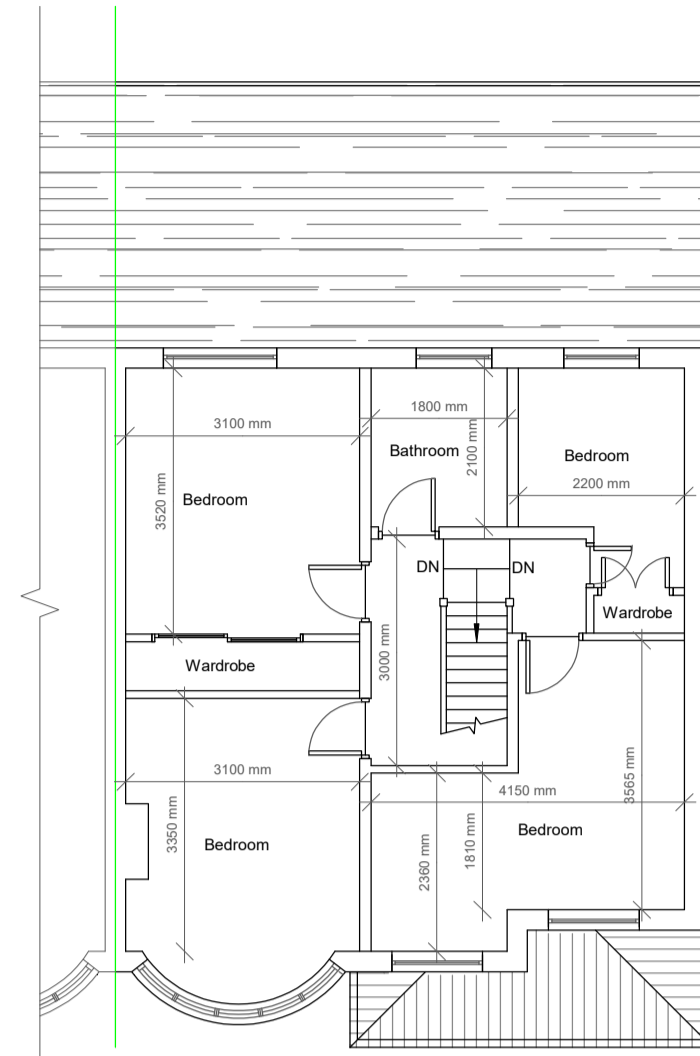 1800 mm
3100 mm
Bathroom
2100 mm
Bedroom
2200 mm
3520 mm
Bedroom
DN
DN
Wardrobe
3000 mm
Wardrobe
3100 mm
3565 mm
4150 mm
3350 mm
Bedroom
2360 mm
1810 mm
Bedroom